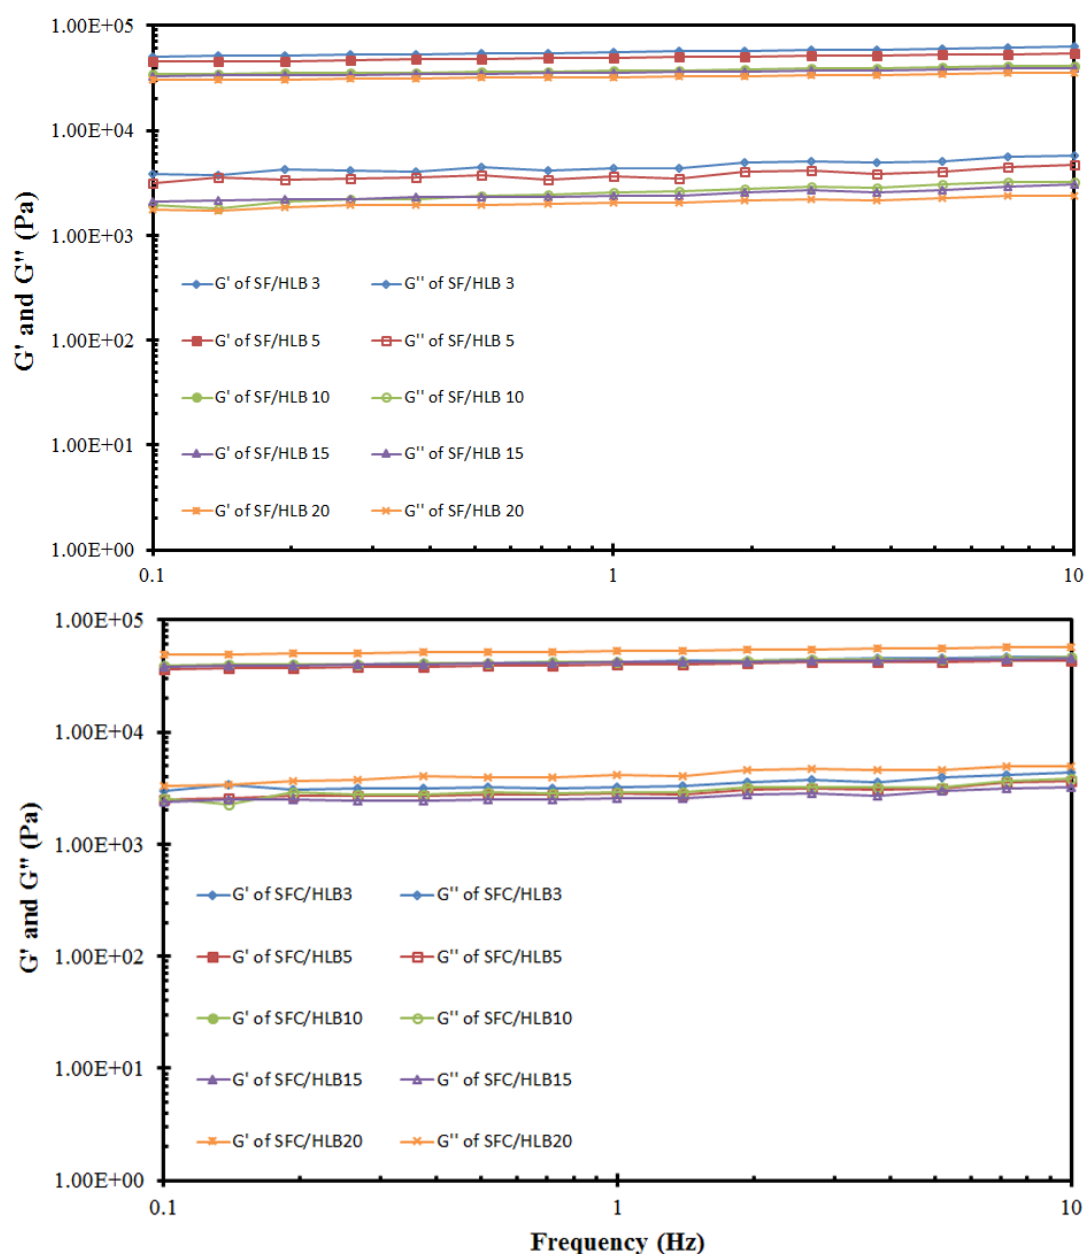 1.00E+05
1.00E+04
1.00E+03
1.00E+02
1.00E+01
1.00E+00
G' and G'' (Pa)
G' of SF/HLB 3 G'' of SF/HLB 3
G' of SF/HLB 5 G'' of SF/HLB 5
G' of SF/HLB 10 G'' of SF/HLB 10
G' of SF/HLB 15 G'' of SF/HLB 15
G' of SF/HLB 20 G'' of SF/HLB 20
0.1 1 10
1.00E+05
1.00E+04
1.00E+03
1.00E+02
1.00E+01
1.00E+00
G' and G'' (Pa)
G' of SFC/HLB3 G'' of SFC/HLB3
G' of SFC/HLB5 G'' of SFC/HLB5
G' of SFC/HLB10 G'' of SFC/HLB10
G' of SFC/HLB15 G'' of SFC/HLB15
G' of SFC/HLB20 G'' of SFC/HLB20
0.1 1 10
Frequency (Hz)